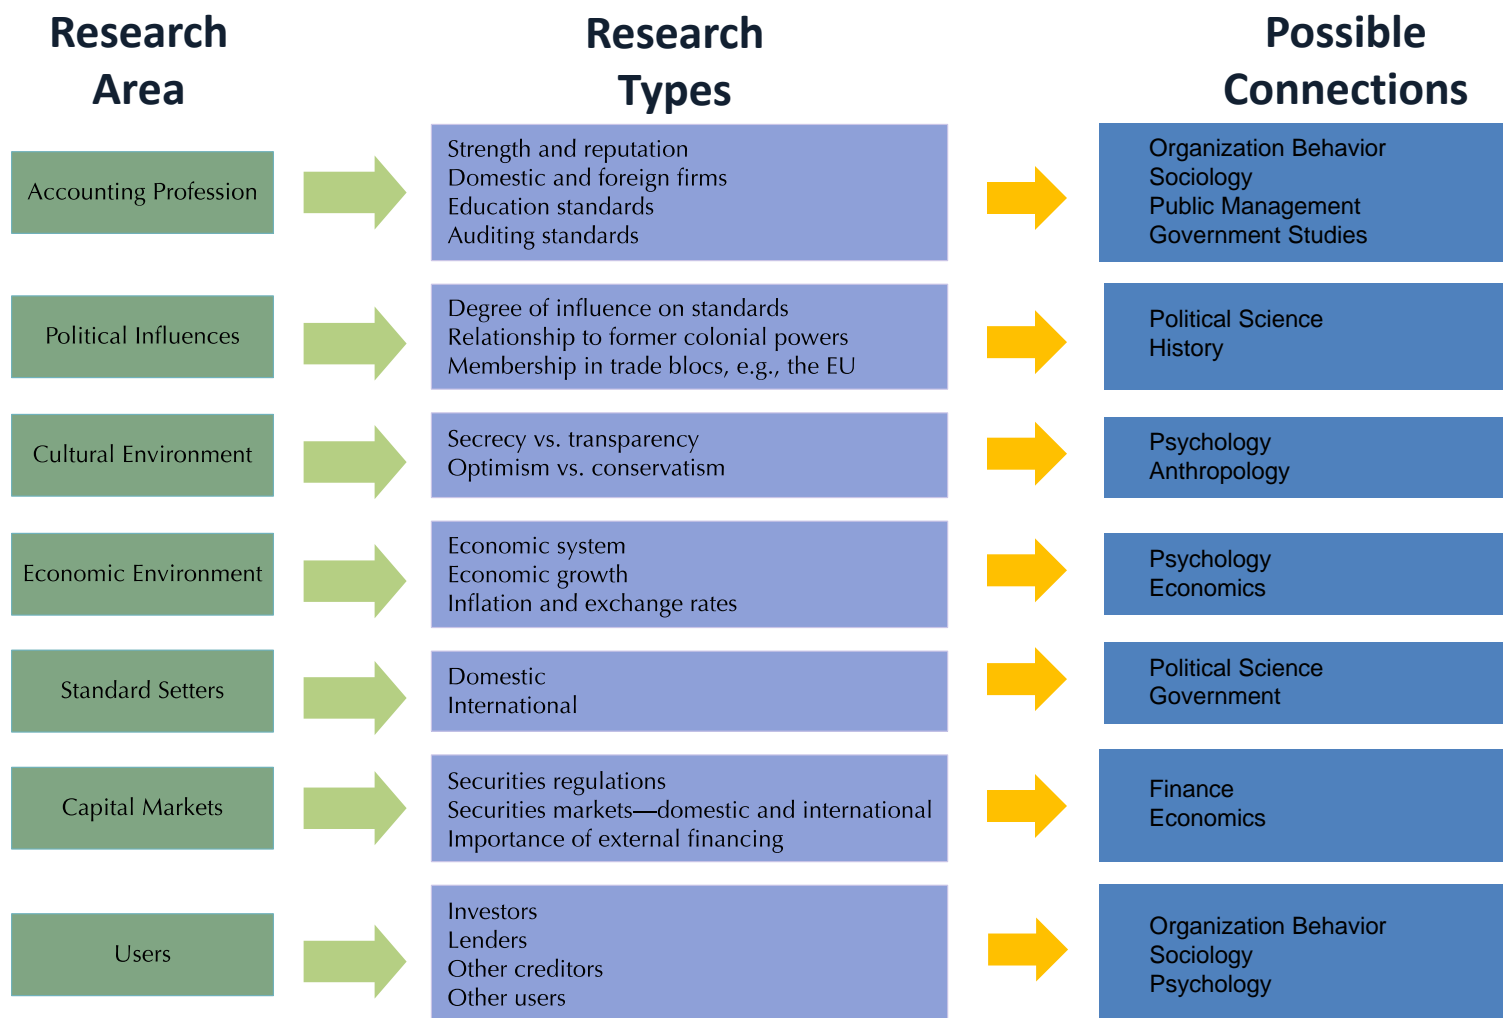 Research
Area
Research
Types
Possible
Connections
Accounting Profession
Strength and reputation
Domestic and foreign firms
Education standards
Auditing standards
Organization Behavior
Sociology
Public Management
Government Studies
Political Influences
Degree of influence on standards
Relationship to former colonial powers
Membership in trade blocs, e.g., the EU
Political Science
History
Cultural Environment
Secrecy vs. transparency
Optimism vs. conservatism
Psychology
Anthropology
Economic Environment
Economic system
Economic growth
Inflation and exchange rates
Psychology
Economics
Standard Setters
Domestic
International
Political Science
Government
Capital Markets
Securities regulations
Securities markets—domestic and international
Importance of external financing
Finance
Economics
Users
Investors
Lenders
Other creditors
Other users
Organization Behavior
Sociology
Psychology